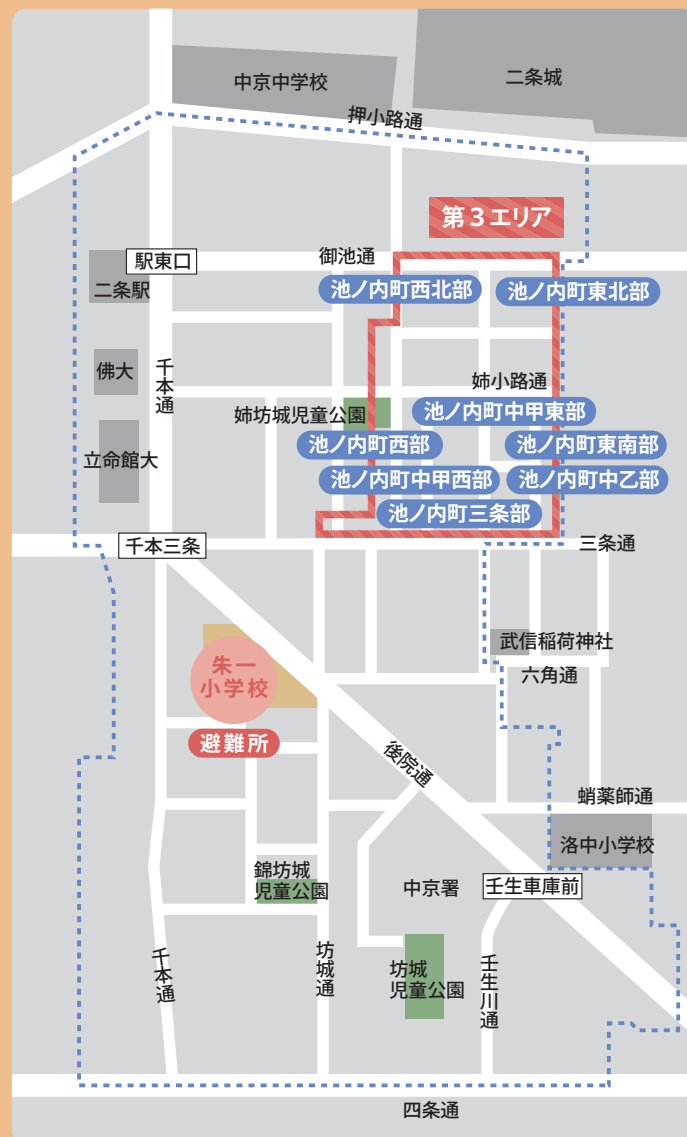 中京中学校
二条城
押小路通
第3エリア
御池通
駅東口
二条駅
池ノ内町西北部
池ノ内町東北部
佛大
千本通
姉小路通
姉坊城児童公園
池ノ内町中甲東部
立命館大
池ノ内町西部
池ノ内町東南部
池ノ内町中甲西部
池ノ内町中乙部
池ノ内町三条部
千本三条
三条通
武信稲荷神社
六角通
朱一
小学校
避難所
後院通
蛸薬師通
洛中小学校
錦坊城
児童公園
中京署
壬生車庫前
千本通
坊城通
坊城
児童公園
壬生川通
四条通